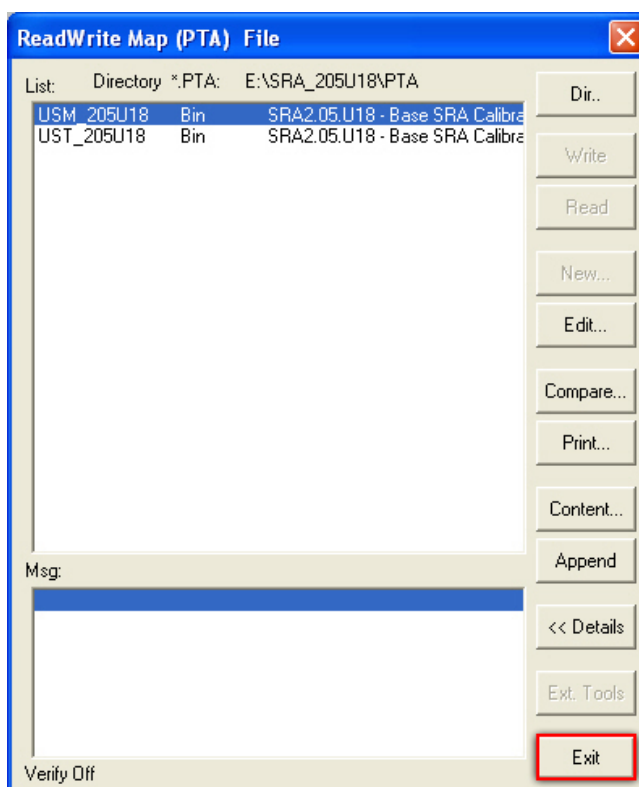 ReadWrite Map (PTA) File
List: Directory *.PTA: E:\SRA_205U18\PTA
USM_205U18 Bin SRA2.05.U18 - Base SRA Calibra
UST_205U18 Bin SRA2.05.U18 - Base SRA Calibra
Dir..
Write
Read
New...
Edit...
Compare...
Print...
Content...
Append
<< Details
Ext. Tools
Exit
Msg:
Verify Off